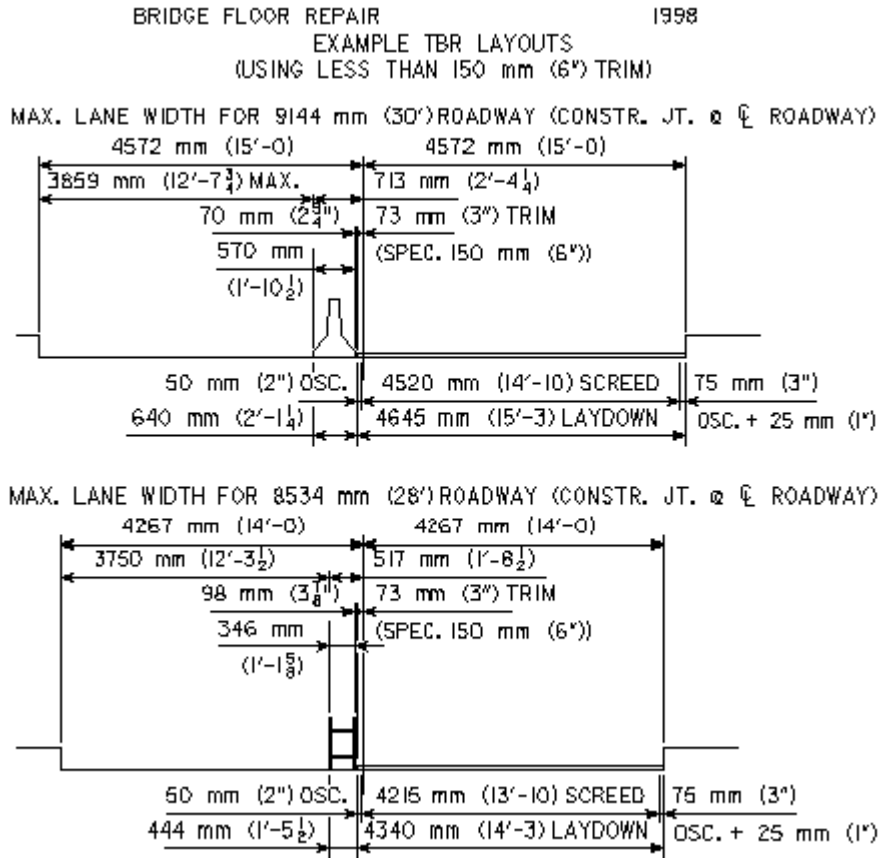 BRIDGE FLOOR REPAIR 1998
EXAMPLE TBR LAYOUTS
(USING LESS THAN 150 mm (6") TRIM)
MAX. LANE WIDTH FOR 9144 mm (30') ROADWAY (CONSTR. JT. @ ℄ ROADWAY)
4572 mm (15'-0) 4572 mm (15'-0)
3859 mm (12'-7¾) MAX. 713 mm (2'-4¼)
70 mm (2¾") 73 mm (3") TRIM
570 mm (SPEC. 150 mm (6"))
(1'-10½)
50 mm (2") OSC. 4520 mm (14'-10) SCREED 75 mm (3")
640 mm (2'-1¼) 4645 mm (15'-3) LAYDOWN OSC. + 25 mm (1")
MAX. LANE WIDTH FOR 8534 mm (28') ROADWAY (CONSTR. JT. @ ℄ ROADWAY)
4267 mm (14'-0) 4267 mm (14'-0)
3750 mm (12'-3½) 517 mm (1'-8½)
98 mm (3⅞") 73 mm (3") TRIM
346 mm (SPEC. 150 mm (6"))
(1'-1⅝)
50 mm (2") OSC. 4215 mm (13'-10) SCREED 75 mm (3")
444 mm (1'-5½) 4340 mm (14'-3) LAYDOWN OSC. + 25 mm (1")